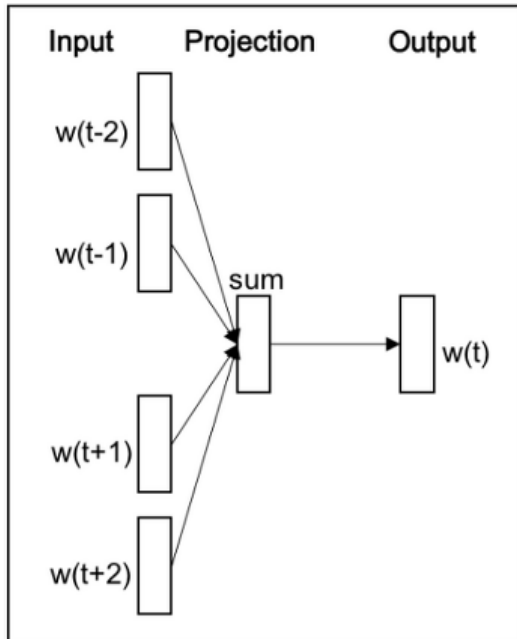 Input Projection Output
w(t-2)
w(t-1)
sum
w(t)
w(t+1)
w(t+2)